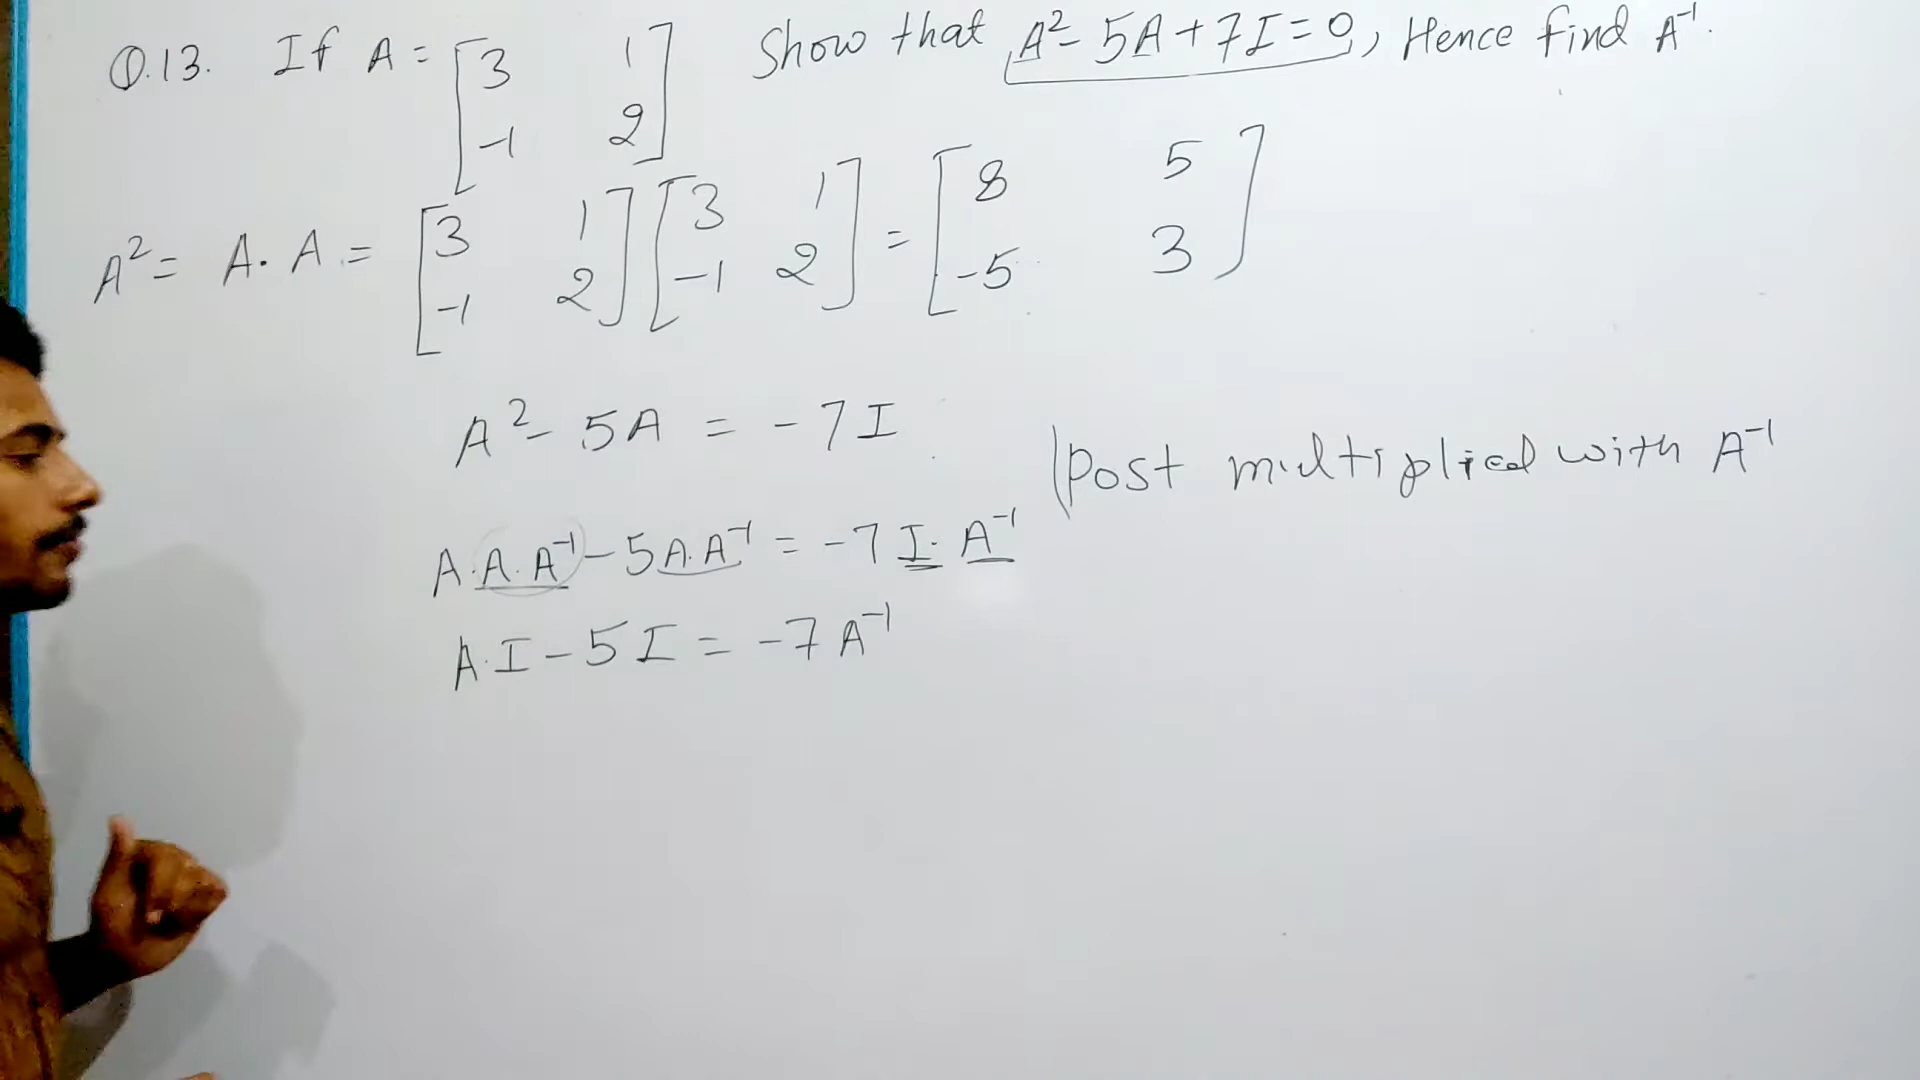 Q.13. If A = [3 1 -1 2] Show that A² - 5A + 7I = 0, Hence find A⁻¹.
A² = A. A = [3 1 -1 2] [3 1 -1 2] = [8 5 -5 3]
A² - 5A = -7I
Post multiplied with A⁻¹
A.A.A⁻¹ - 5A.A⁻¹ = -7 I. A⁻¹
A.I - 5I = -7A⁻¹